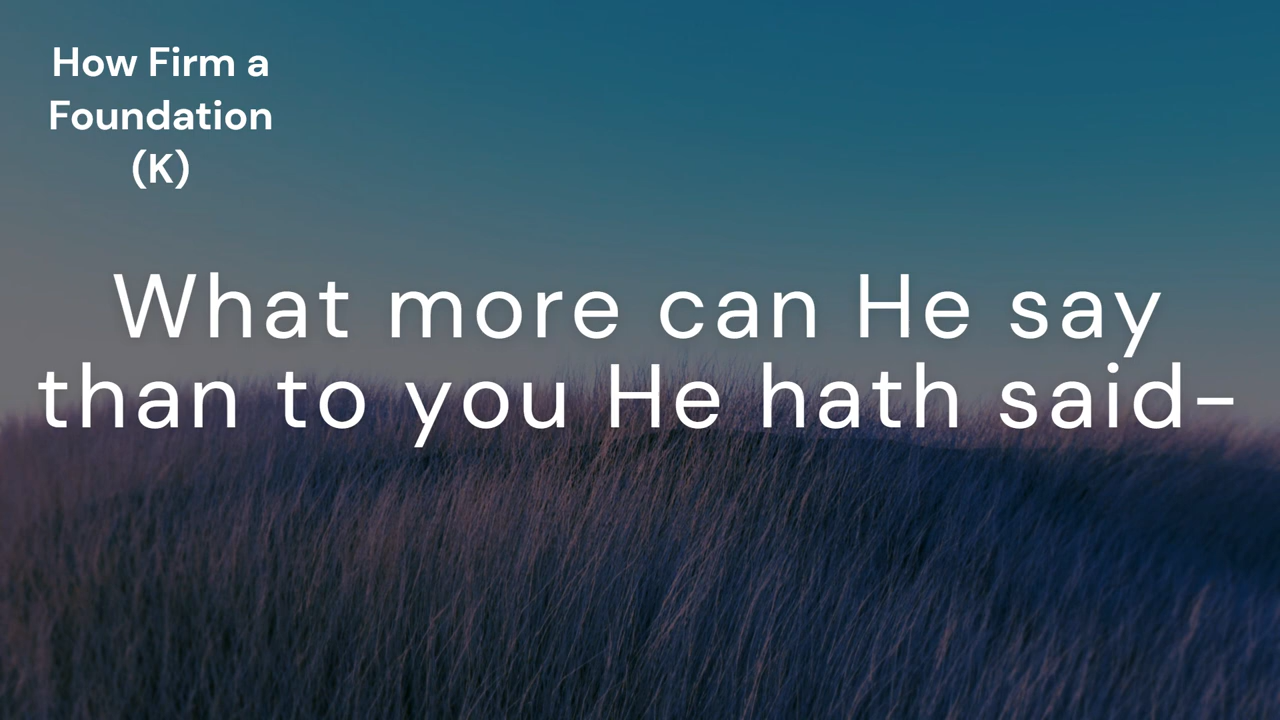 How Firm a
Foundation
(K)
What more can He say
than to you He hath said-